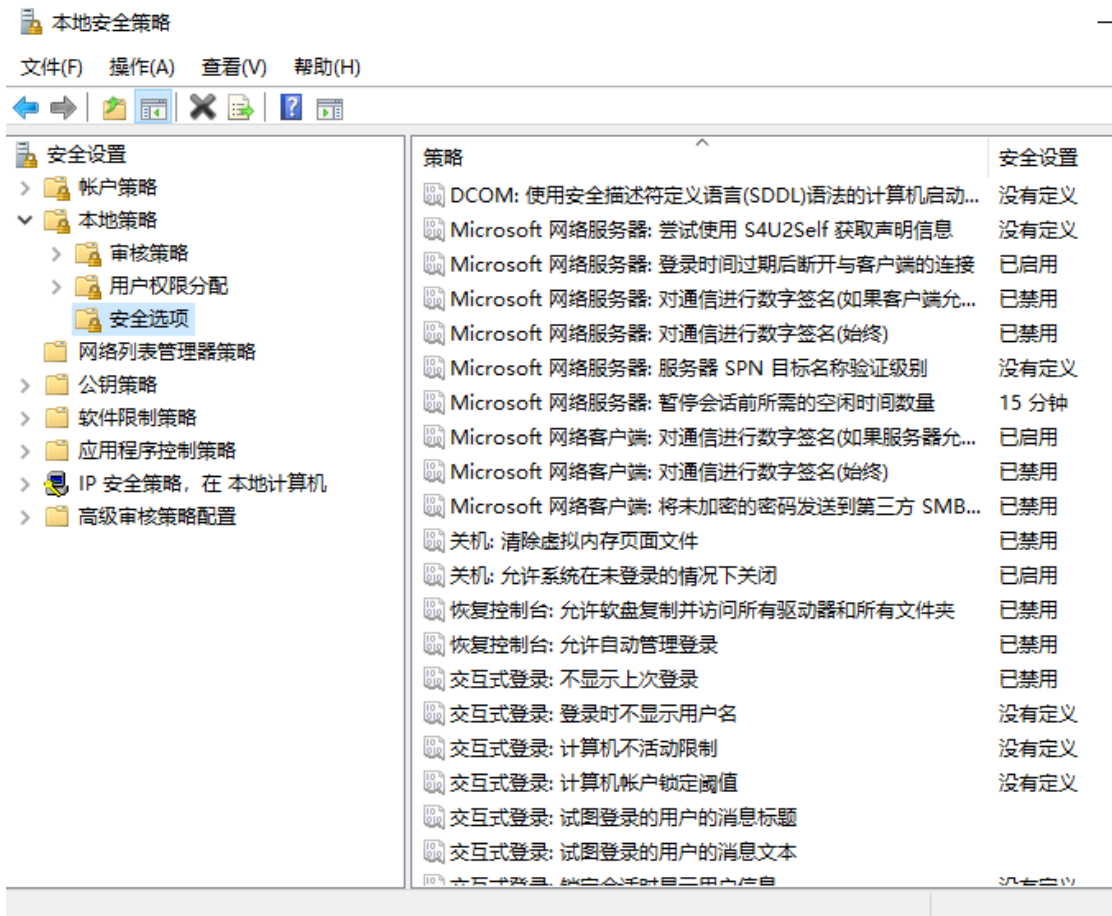 本地安全策略
文件(F) 操作(A) 查看(V) 帮助(H)
安全设置
帐户策略
本地策略
审核策略
用户权限分配
安全选项
网络列表管理器策略
公钥策略
软件限制策略
应用程序控制策略
IP 安全策略，在 本地计算机
高级审核策略配置
策略 安全设置
DCOM: 使用安全描述符定义语言(SDDL)语法的计算机启动... 没有定义
Microsoft 网络服务器: 尝试使用 S4U2Self 获取声明信息 没有定义
Microsoft 网络服务器: 登录时间过期后断开与客户端的连接 已启用
Microsoft 网络服务器: 对通信进行数字签名(如果客户端允... 已禁用
Microsoft 网络服务器: 对通信进行数字签名(始终) 已禁用
Microsoft 网络服务器: 服务器 SPN 目标名称验证级别 没有定义
Microsoft 网络服务器: 暂停会话前所需的空闲时间数量 15 分钟
Microsoft 网络客户端: 对通信进行数字签名(如果服务器允... 已启用
Microsoft 网络客户端: 对通信进行数字签名(始终) 已禁用
Microsoft 网络客户端: 将未加密的密码发送到第三方 SMB... 已禁用
关机: 清除虚拟内存页面文件 已禁用
关机: 允许系统在未登录的情况下关闭 已启用
恢复控制台: 允许软盘复制并访问所有驱动器和所有文件夹 已禁用
恢复控制台: 允许自动管理登录 已禁用
交互式登录: 不显示上次登录 已禁用
交互式登录: 登录时不显示用户名 没有定义
交互式登录: 计算机不活动限制 没有定义
交互式登录: 计算机帐户锁定阈值 没有定义
交互式登录: 试图登录的用户的消息标题
交互式登录: 试图登录的用户的消息文本
交互式登录: 锁定会话时显示用户信息 没有定义